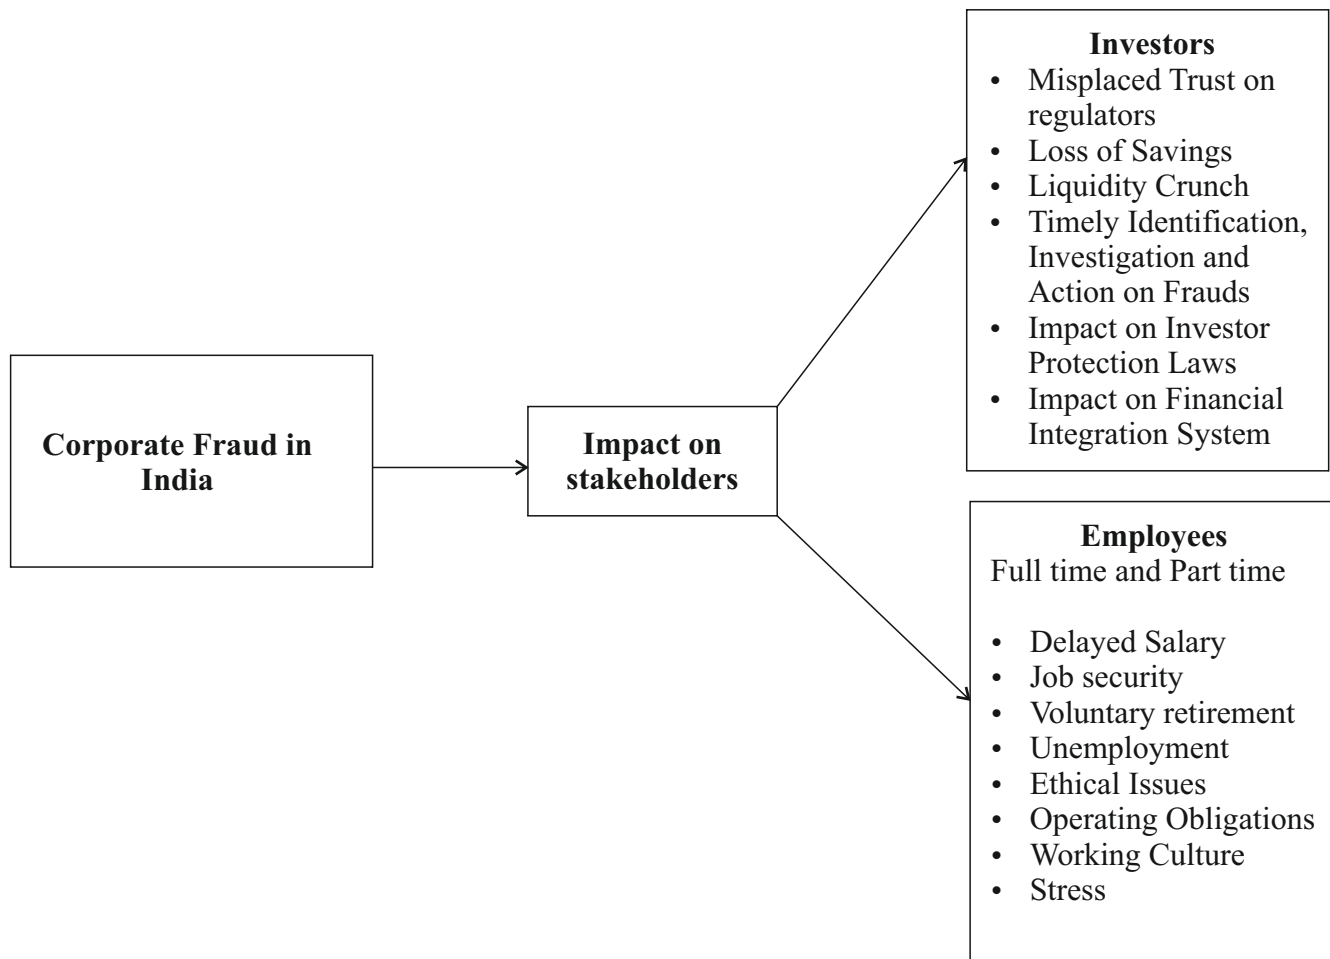 Corporate Fraud in
India
Impact on
stakeholders
Investors
• Misplaced Trust on
regulators
• Loss of Savings
• Liquidity Crunch
• Timely Identification,
Investigation and
Action on Frauds
• Impact on Investor
Protection Laws
• Impact on Financial
Integration System
Employees
Full time and Part time
• Delayed Salary
• Job security
• Voluntary retirement
• Unemployment
• Ethical Issues
• Operating Obligations
• Working Culture
• Stress